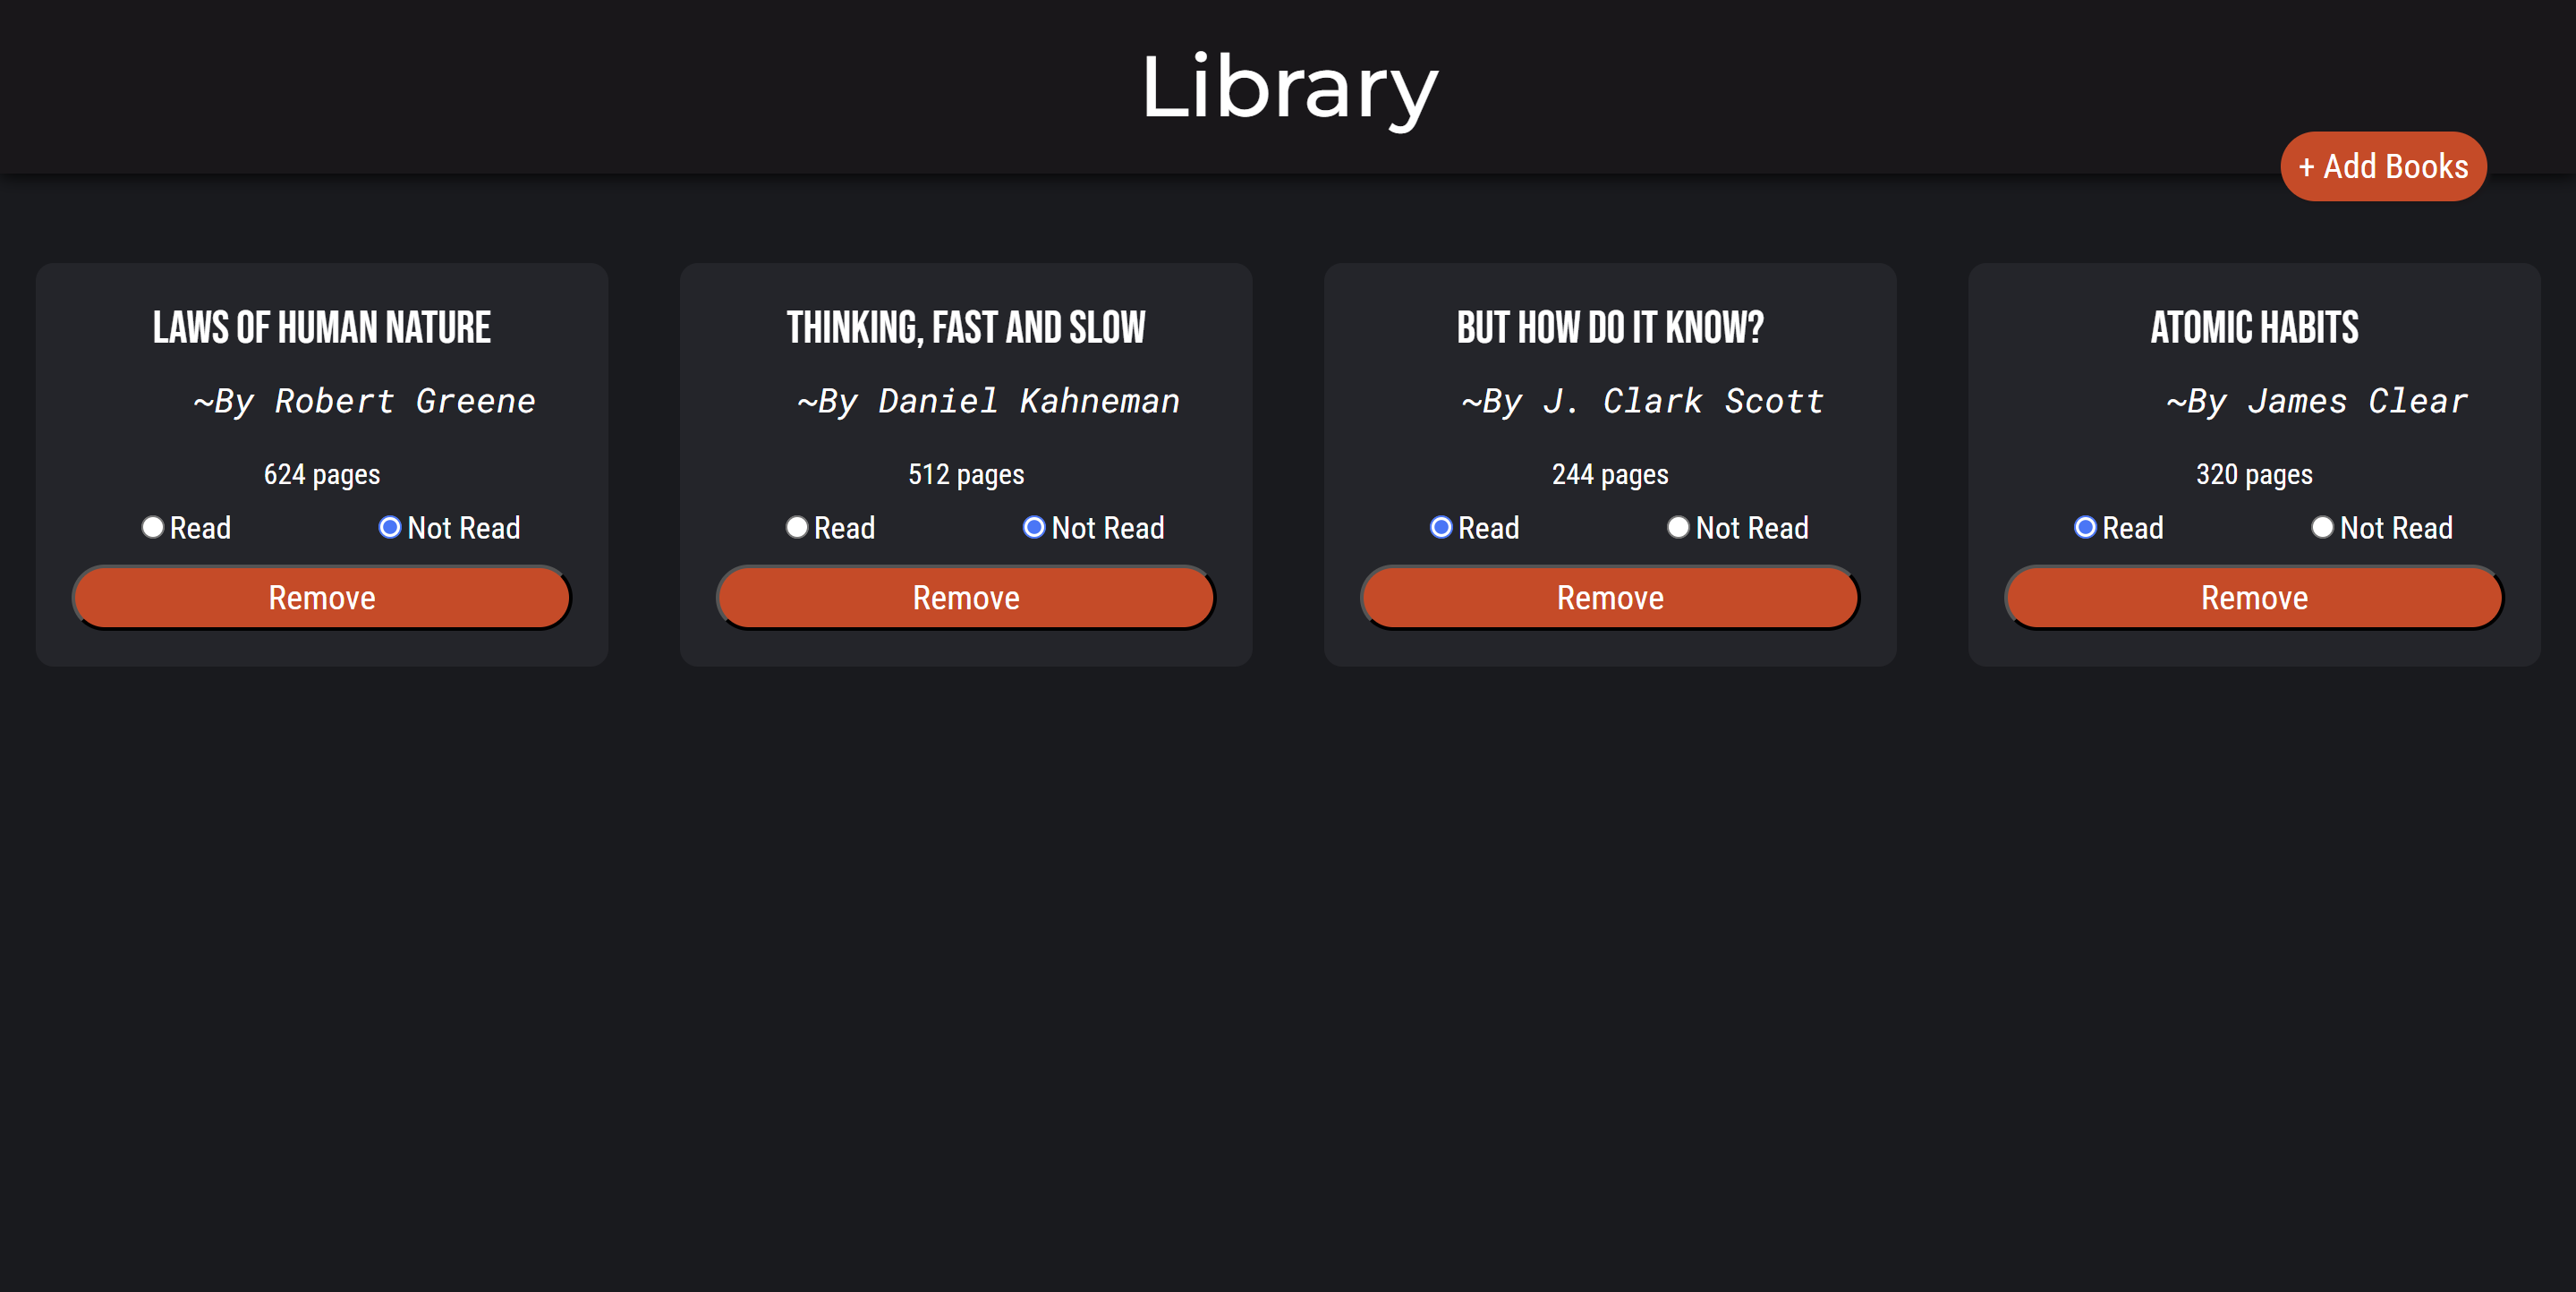 Library
+ Add Books
LAWS OF HUMAN NATURE
~By Robert Greene
624 pages
Read
Not Read
Remove
THINKING, FAST AND SLOW
~By Daniel Kahneman
512 pages
Read
Not Read
Remove
BUT HOW DO IT KNOW?
~By J. Clark Scott
244 pages
Read
Not Read
Remove
ATOMIC HABITS
~By James Clear
320 pages
Read
Not Read
Remove